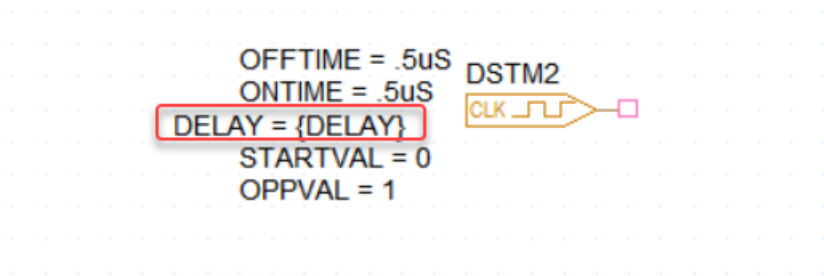 OFFTIME = .5uS
DSTM2
ONTIME = .5uS
CLK
DELAY = {DELAY}
STARTVAL = 0
OPPVAL = 1